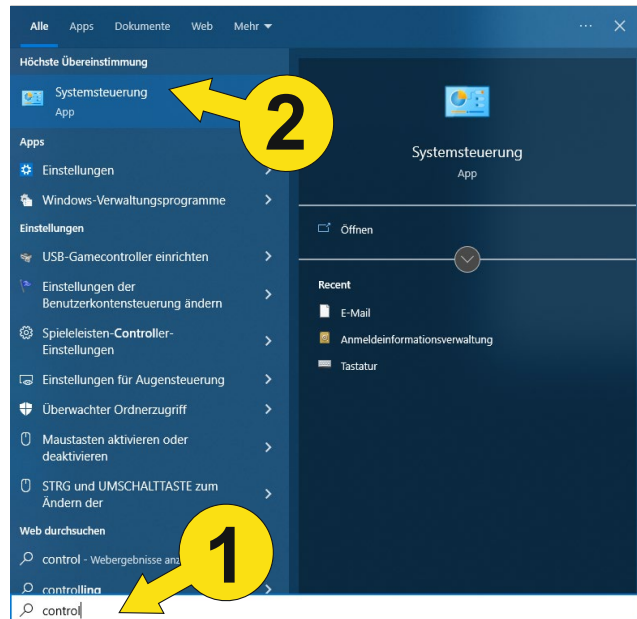 Alle Apps Dokumente Web Mehr
Höchste Übereinstimmung
Systemsteuerung
App
2
Apps
Einstellungen
Windows-Verwaltungsprogramme
Einstellungen
USB-Gamecontroller einrichten
Einstellungen der
Benutzerkontensteuerung ändern
Spieleleisten-Controller-
Einstellungen
Einstellungen für Augensteuerung
Überwachter Ordnerzugriff
Maustasten aktivieren oder
deaktivieren
STRG und UMSCHALTTASTE zum
Ändern der
Web durchsuchen
control - Webergebnisse
1
controlling
control
Systemsteuerung
App
Öffnen
Recent
E-Mail
Anmeldeinformationsverwaltung
Tastatur